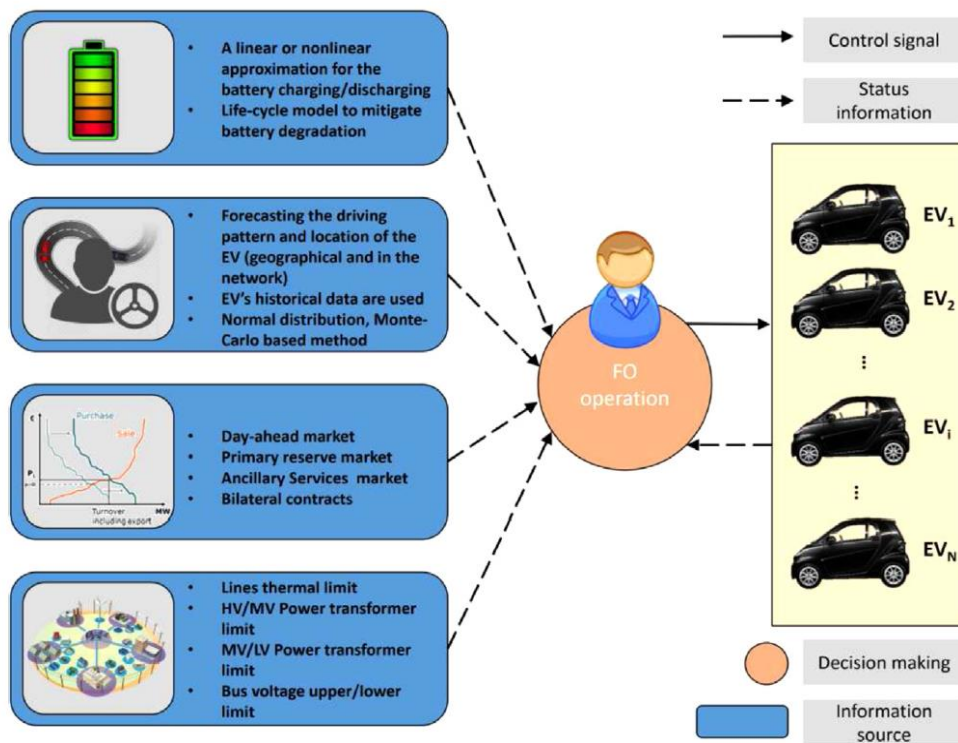 • A linear or nonlinear
approximation for the
battery charging/discharging
• Life-cycle model to mitigate
battery degradation
• Forecasting the driving
pattern and location of the
EV (geographical and in the
network)
• EV's historical data are used
• Normal distribution, Monte-
Carlo based method
€
Purchase
Sale
MW
Turnover
including export
• Day-ahead market
• Primary reserve market
• Ancillary Services market
• Bilateral contracts
• Lines thermal limit
• HV/MV Power transformer
limit
• MV/LV Power transformer
limit
• Bus voltage upper/lower
limit
FO
operation
Control signal
Status
information
EV1
EV2
...
EVi
...
EVN
Decision making
Information
source